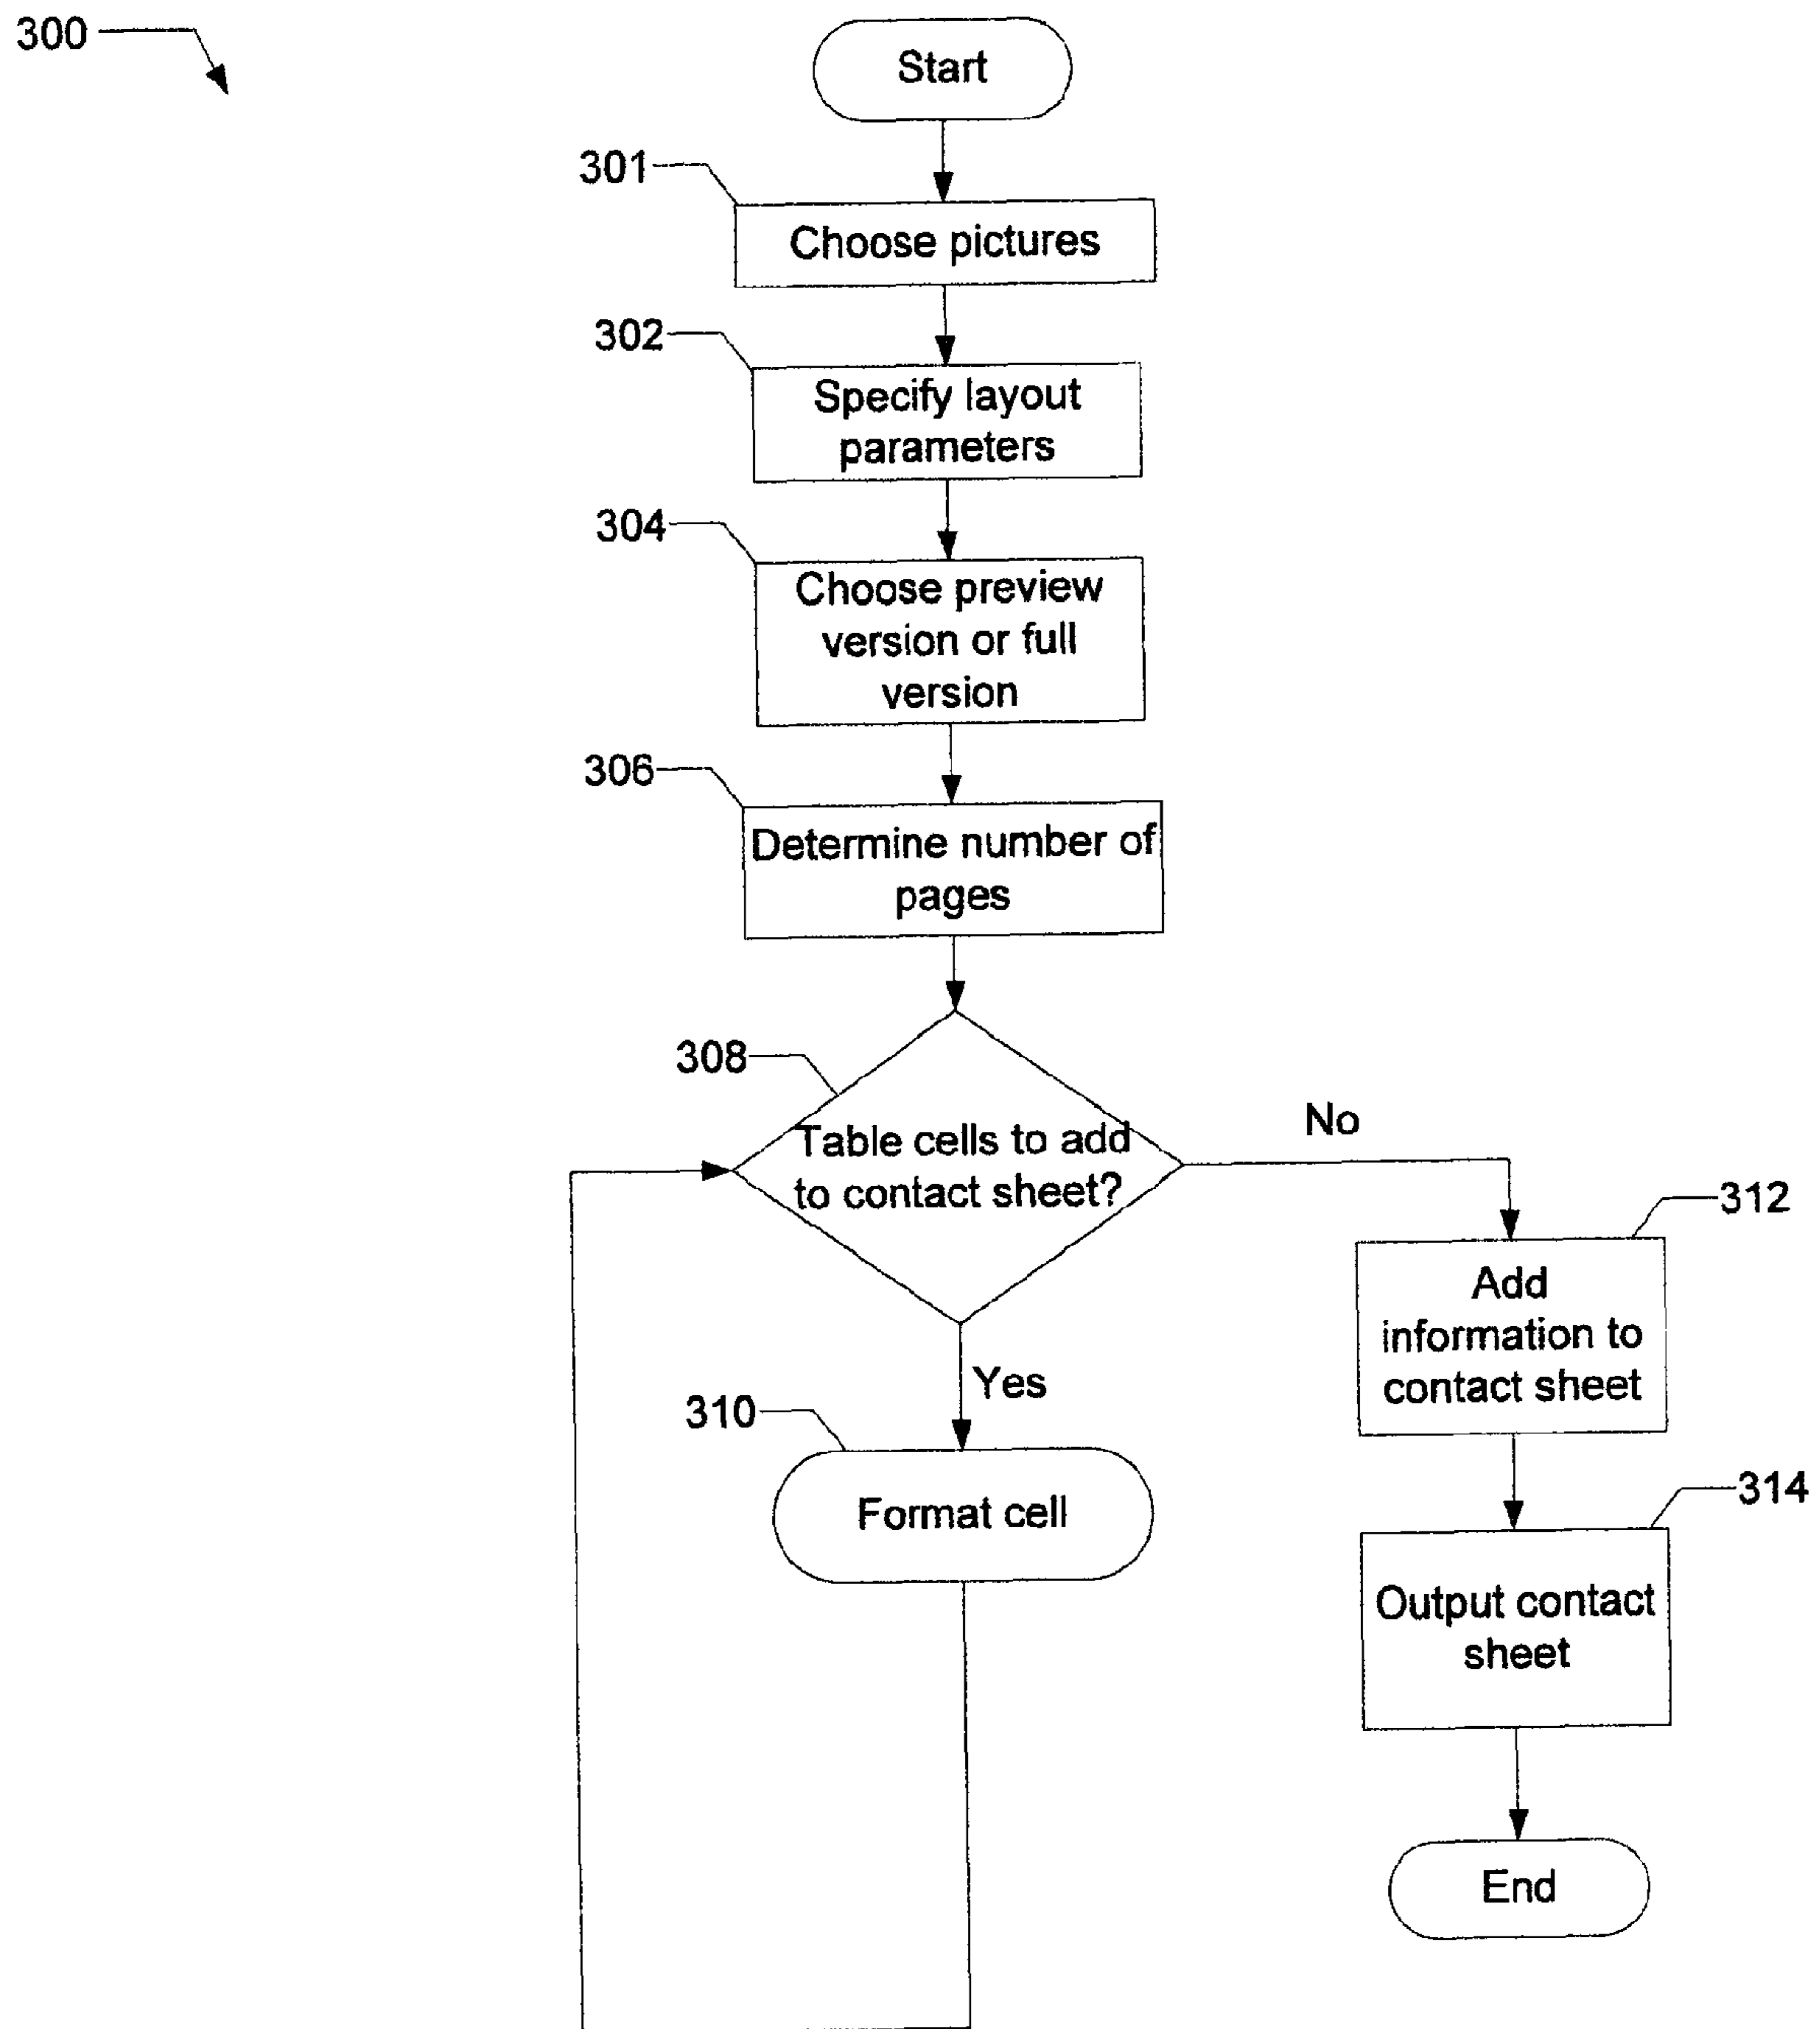 300
Start
301
Choose pictures
302
Specify layout
parameters
304
Choose preview
version or full
version
306
Determine number of
pages
308
Table cells to add
to contact sheet?
No
312
Add
information to
contact sheet
Yes
310
Format cell
314
Output contact
sheet
End